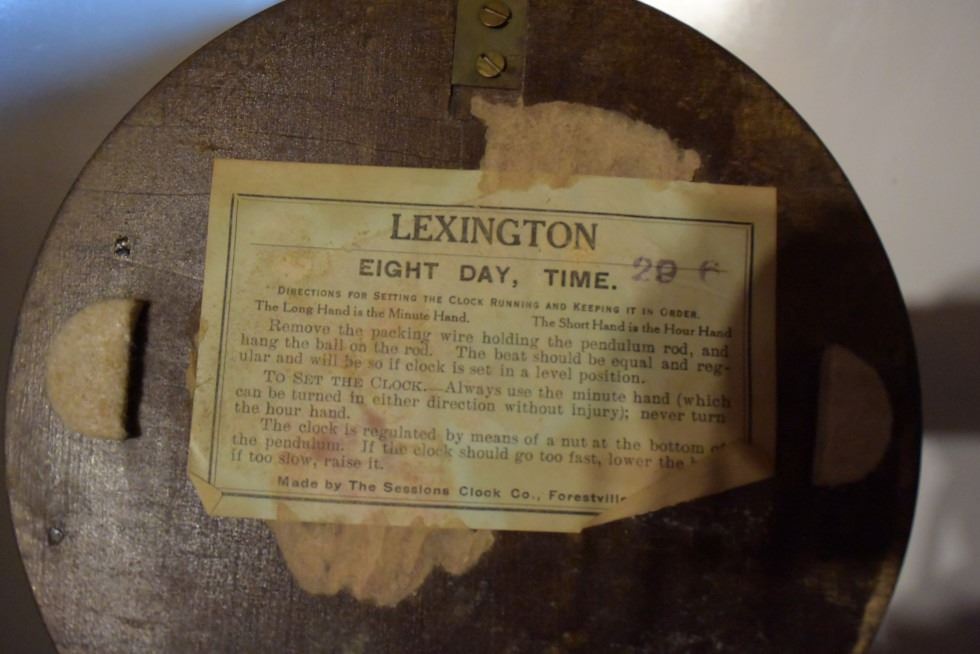 LEXINGTON
EIGHT DAY, TIME.
DIRECTIONS FOR SETTING THE CLOCK RUNNING AND KEEPING IT IN ORDER.
The Long Hand is the Minute Hand. The Short Hand is the Hour Hand
Remove the packing wire holding the pendulum rod, and
hang the ball on the rod. The beat should be equal and reg-
ular and will be so if clock is set in a level position.
TO SET THE CLOCK.—Always use the minute hand (which
can be turned in either direction without injury); never turn
the hour hand.
The clock is regulated by means of a nut at the bottom of
the pendulum. If the clock should go too fast, lower the
if too slow, raise it.
Made by The Sessions Clock Co., Forestville